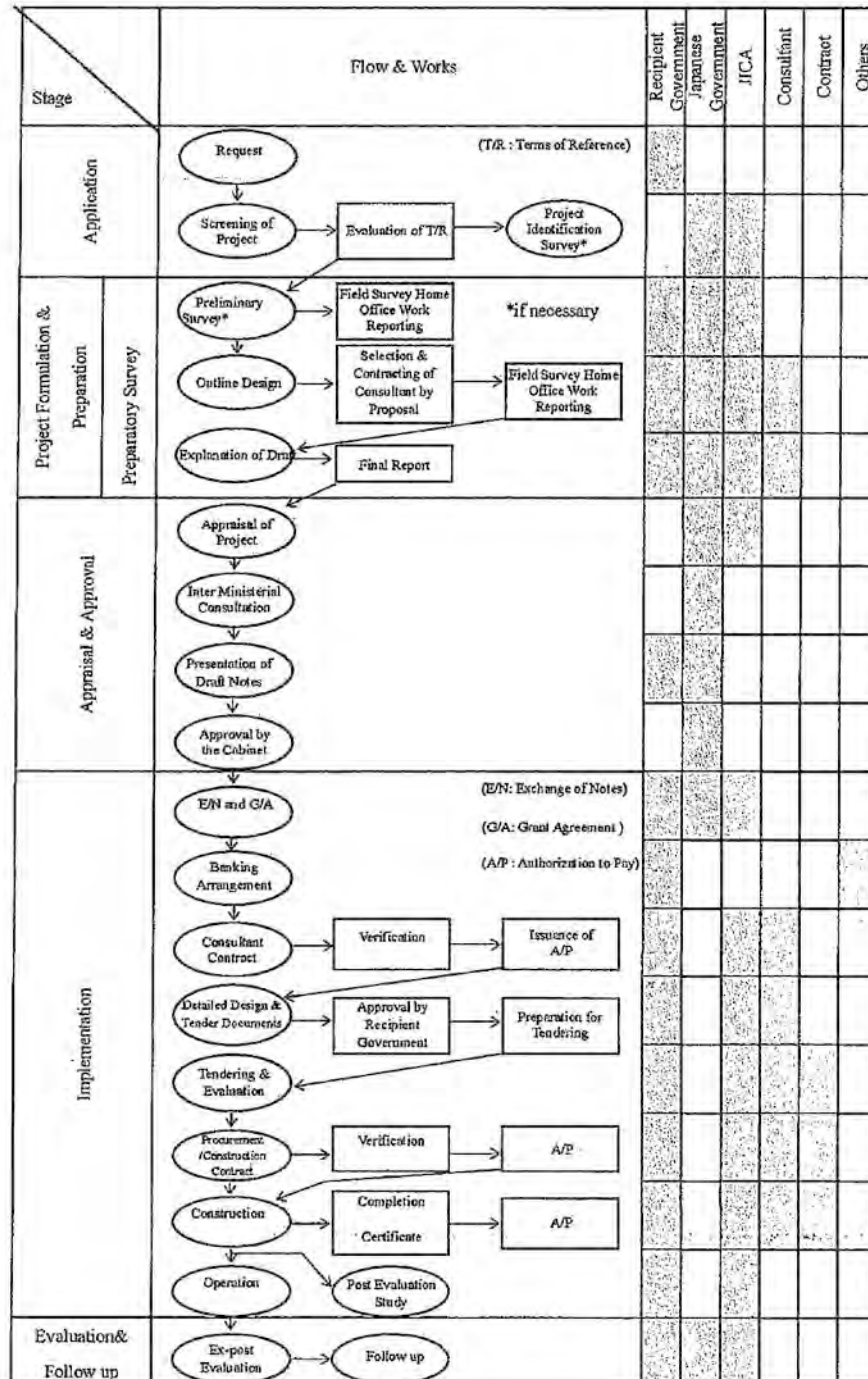 Stage
Flow & Works
Recipient
Government
Japanese
Government
JICA
Consultant
Contract
Others
Application
Request
(T/R : Terms of Reference)
Screening of
Project
Evaluation of T/R
Project
Identification
Survey*
Project Formulation &
Preparation
Preparatory Survey
Preliminary
Survey*
Field Survey Home
Office Work
Reporting
*if necessary
Outline Design
Selection &
Contracting of
Consultant by
Proposal
Field Survey Home
Office Work
Reporting
Explanation of Draft
Final Report
Appraisal & Approval
Appraisal of
Project
Inter Ministerial
Consultation
Presentation of
Draft Notes
Approval by
the Cabinet
Implementation
E/N and G/A
(E/N: Exchange of Notes)
(G/A: Grant Agreement )
(A/P : Authorization to Pay)
Banking
Arrangement
Consultant
Contract
Verification
Issuance of
A/P
Detailed Design &
Tender Documents
Approval by
Recipient
Government
Preparation for
Tendering
Tendering &
Evaluation
Procurement
/Construction
Contract
Verification
A/P
Construction
Completion
Certificate
A/P
Operation
Post Evaluation
Study
Evaluation&
Follow up
Ex-post
Evaluation
Follow up